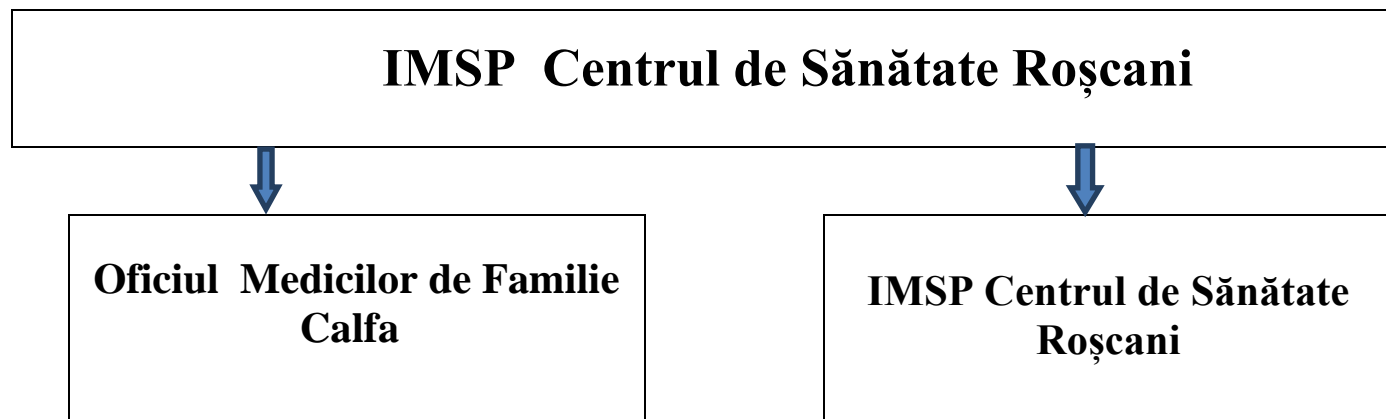 IMSP Centrul de Sănătate Roșcani
Oficiul Medicilor de Familie
Calfa
IMSP Centrul de Sănătate
Roșcani